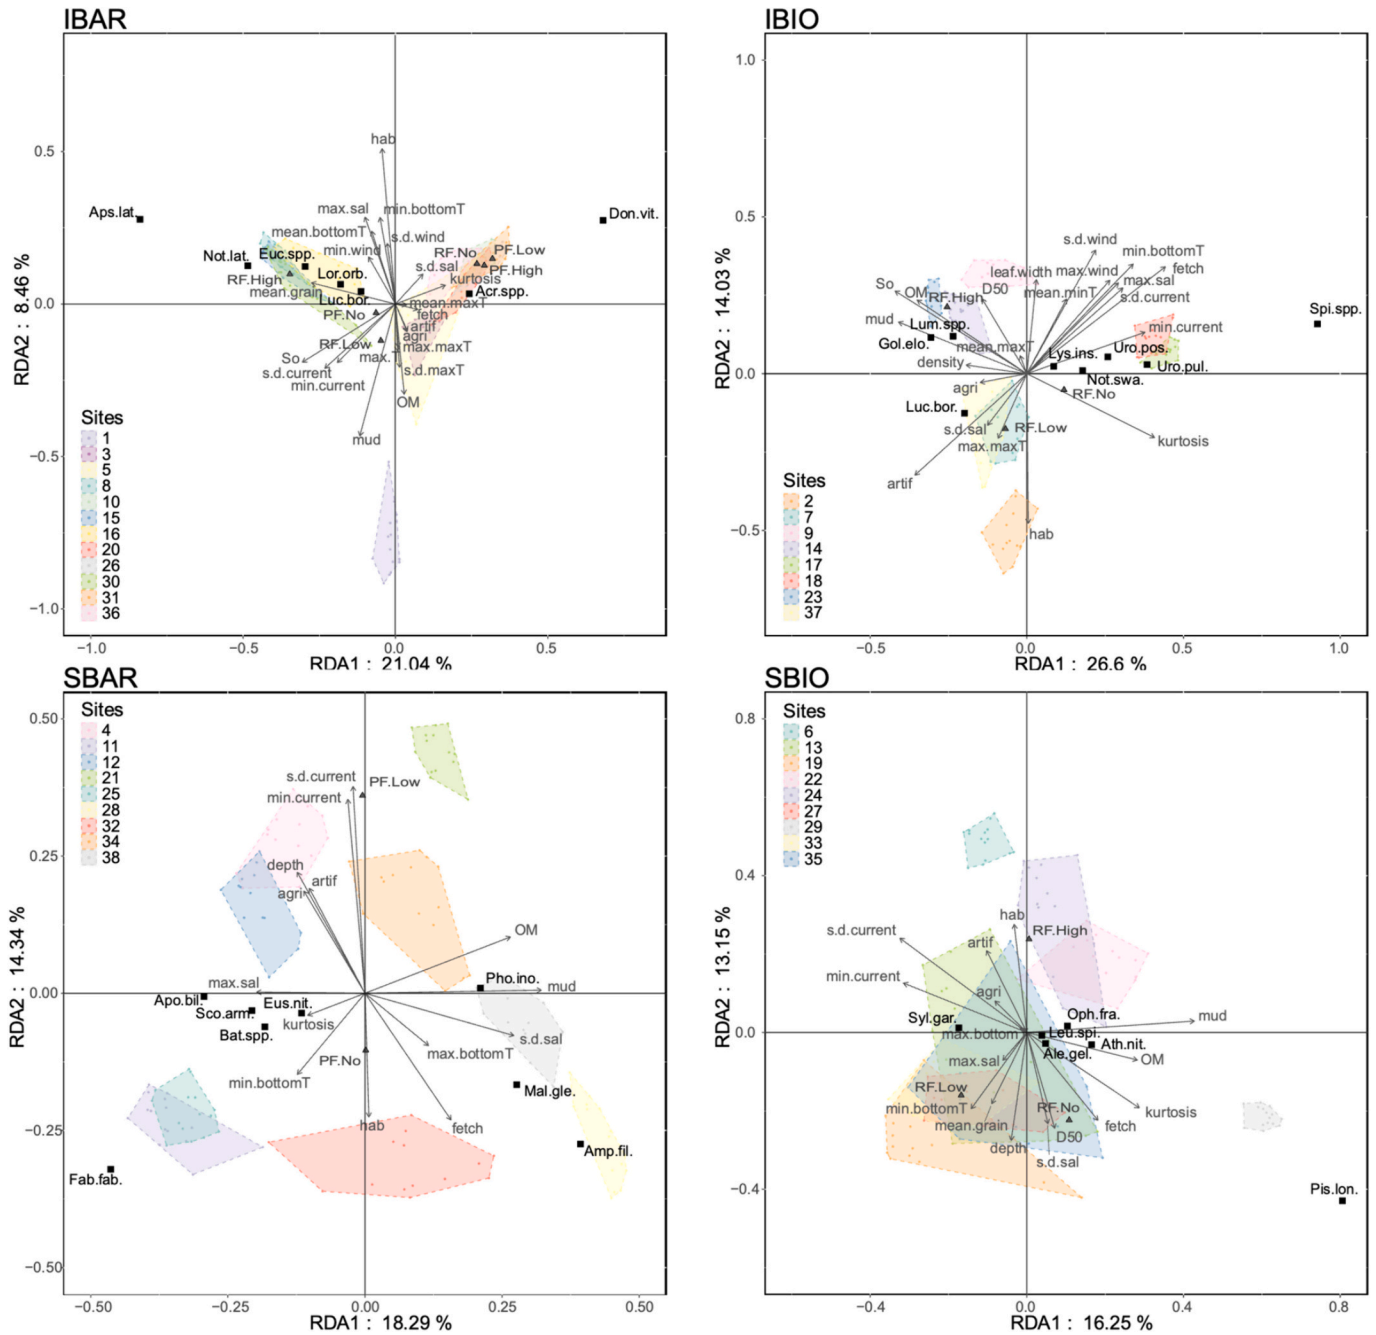 IBAR
0.5
0.0
−0.5
−1.0
RDA2 : 8.46 %
hab
max.sal
min.bottomT
mean.bottomT
s.d.wind
min.wind
Aps.lat.
Don.vit.
Not.lat.
Euc.spp.
RF.No
PF.Low
RF.High
Lor.orb.
s.d.sal
PF.High
mean.grain
kurtosis
Luc.bor.
Acr.spp.
mean.maxT
PF.No
fetch
artif
agri
RF.Low
max.maxT
So
max.T
s.d.current
s.d.maxT
min.current
OM
mud
Sites
1
3
5
8
10
15
16
20
26
30
31
36
−1.0
−0.5
0.0
0.5
RDA1 : 21.04 %
IBIO
1.0
0.5
0.0
−0.5
RDA2 : 14.03 %
s.d.wind
min.bottomT
leaf.width
max.wind
fetch
So
D50
max.sal
OM
RF.High
mean.minT
s.d.current
mud
Lum.spp.
min.current
Spi.spp.
Gol.elo.
mean.maxT
Lys.ins.
Uro.pos.
density
Uro.pul.
Not.swa.
agri
RF.No
Luc.bor.
s.d.sal
RF.Low
max.maxT
kurtosis
artif
hab
Sites
2
7
9
14
17
18
23
37
−0.5
0.0
0.5
1.0
RDA1 : 26.6 %
SBAR
Sites
4
11
12
21
25
28
32
34
38
0.50
0.25
0.00
−0.25
−0.50
RDA2 : 14.34 %
s.d.current
PF.Low
min.current
depth
artif
agri
OM
max.sal
Pho.ino.
mud
Apo.bil.
Eus.nit.
Sco.arm.
kurtosis
Bat.spp.
s.d.sal
max.bottomT
PF.No
min.bottomT
Mal.gle.
hab
fetch
Amp.fil.
Fab.fab.
−0.50
−0.25
0.00
0.25
0.50
RDA1 : 18.29 %
SBIO
Sites
6
13
19
22
24
27
29
33
35
0.8
0.4
0.0
−0.4
RDA2 : 13.15 %
hab
s.d.current
RF.High
artif
min.current
agri
Syl.gar.
Oph.fra.
mud
max.bottom
Leu.spi.
Ath.nit.
max.sal
Ale.gel.
OM
RF.Low
min.bottomT
RF.No
kurtosis
mean.grain
fetch
D50
depth
s.d.sal
Pis.lon.
−0.4
0.0
0.4
0.8
RDA1 : 16.25 %